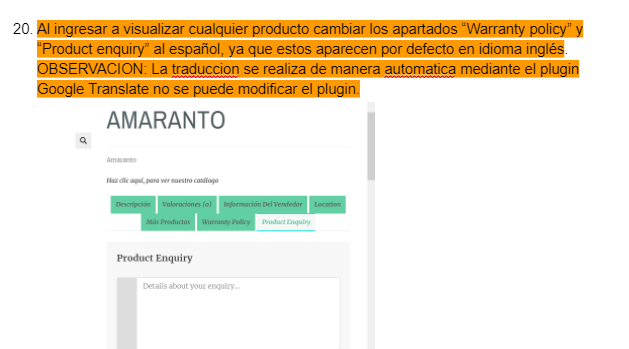 20. Al ingresar a visualizar cualquier producto cambiar los apartados “Warranty policy” y
“Product enquiry” al español, ya que estos aparecen por defecto en idioma inglés.
OBSERVACION: La traduccion se realiza de manera automatica mediante el plugin
Google Translate no se puede modificar el plugin.
AMARANTO
Amaranto
Haz clic aquí, para ver nuestro catálogo
Descripción Valoraciones (0) Información Del Vendedor Location
Más Productos Warranty Policy Product Enquiry
Product Enquiry
Details about your enquiry...